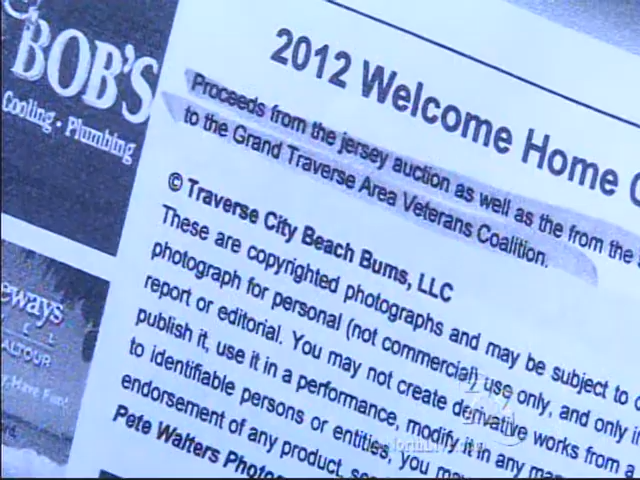 BOB'S
Cooling · Plumbing
2012 Welcome Home
Proceeds from the jersey auction as well as the from the
to the Grand Traverse Area Veterans Coalition.
© Traverse City Beach Bums, LLC
These are copyrighted photographs and may be subject to
photograph for personal (not commercial) use only, and only
report or editorial. You may not create derivative works from a
publish it, use it in a performance, modify it in any
to identifiable persons or entities, you may
endorsement of any product,
Pete Walters
eways
ALTOUR
Have Fun!